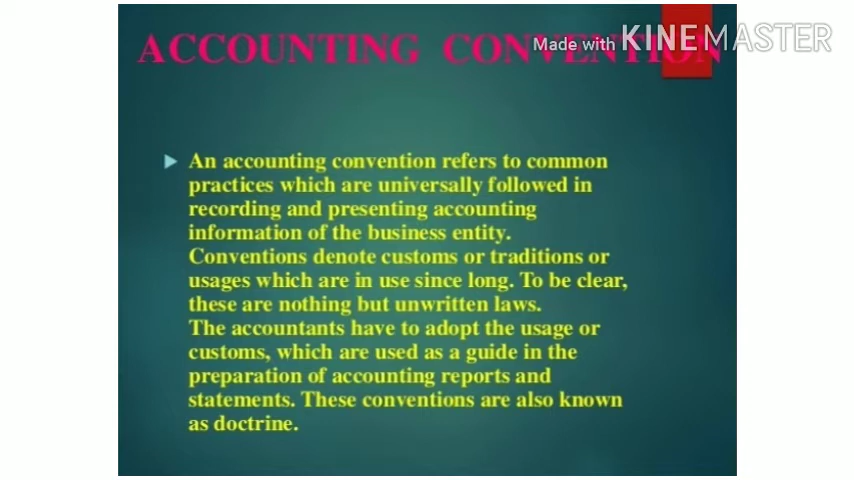 ACCOUNTING CONVENTION
Made with KINEMASTER
An accounting convention refers to common
practices which are universally followed in
recording and presenting accounting
information of the business entity.
Conventions denote customs or traditions or
usages which are in use since long. To be clear,
these are nothing but unwritten laws.
The accountants have to adopt the usage or
customs, which are used as a guide in the
preparation of accounting reports and
statements. These conventions are also known
as doctrine.